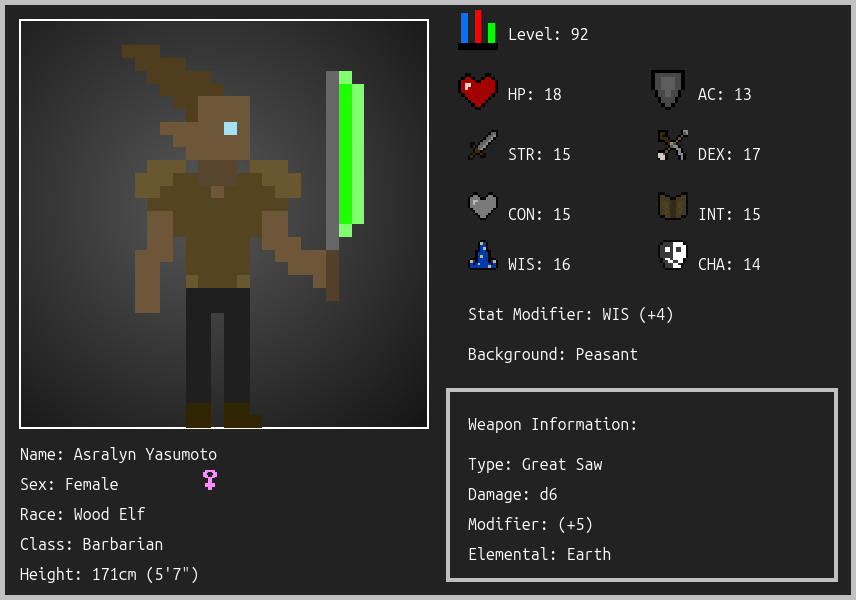 Level: 92
HP: 18
AC: 13
STR: 15
DEX: 17
CON: 15
INT: 15
WIS: 16
CHA: 14
Stat Modifier: WIS (+4)
Background: Peasant
Name: Asralyn Yasumoto
Sex: Female
Race: Wood Elf
Class: Barbarian
Height: 171cm (5'7")
Weapon Information:
Type: Great Saw
Damage: d6
Modifier: (+5)
Elemental: Earth